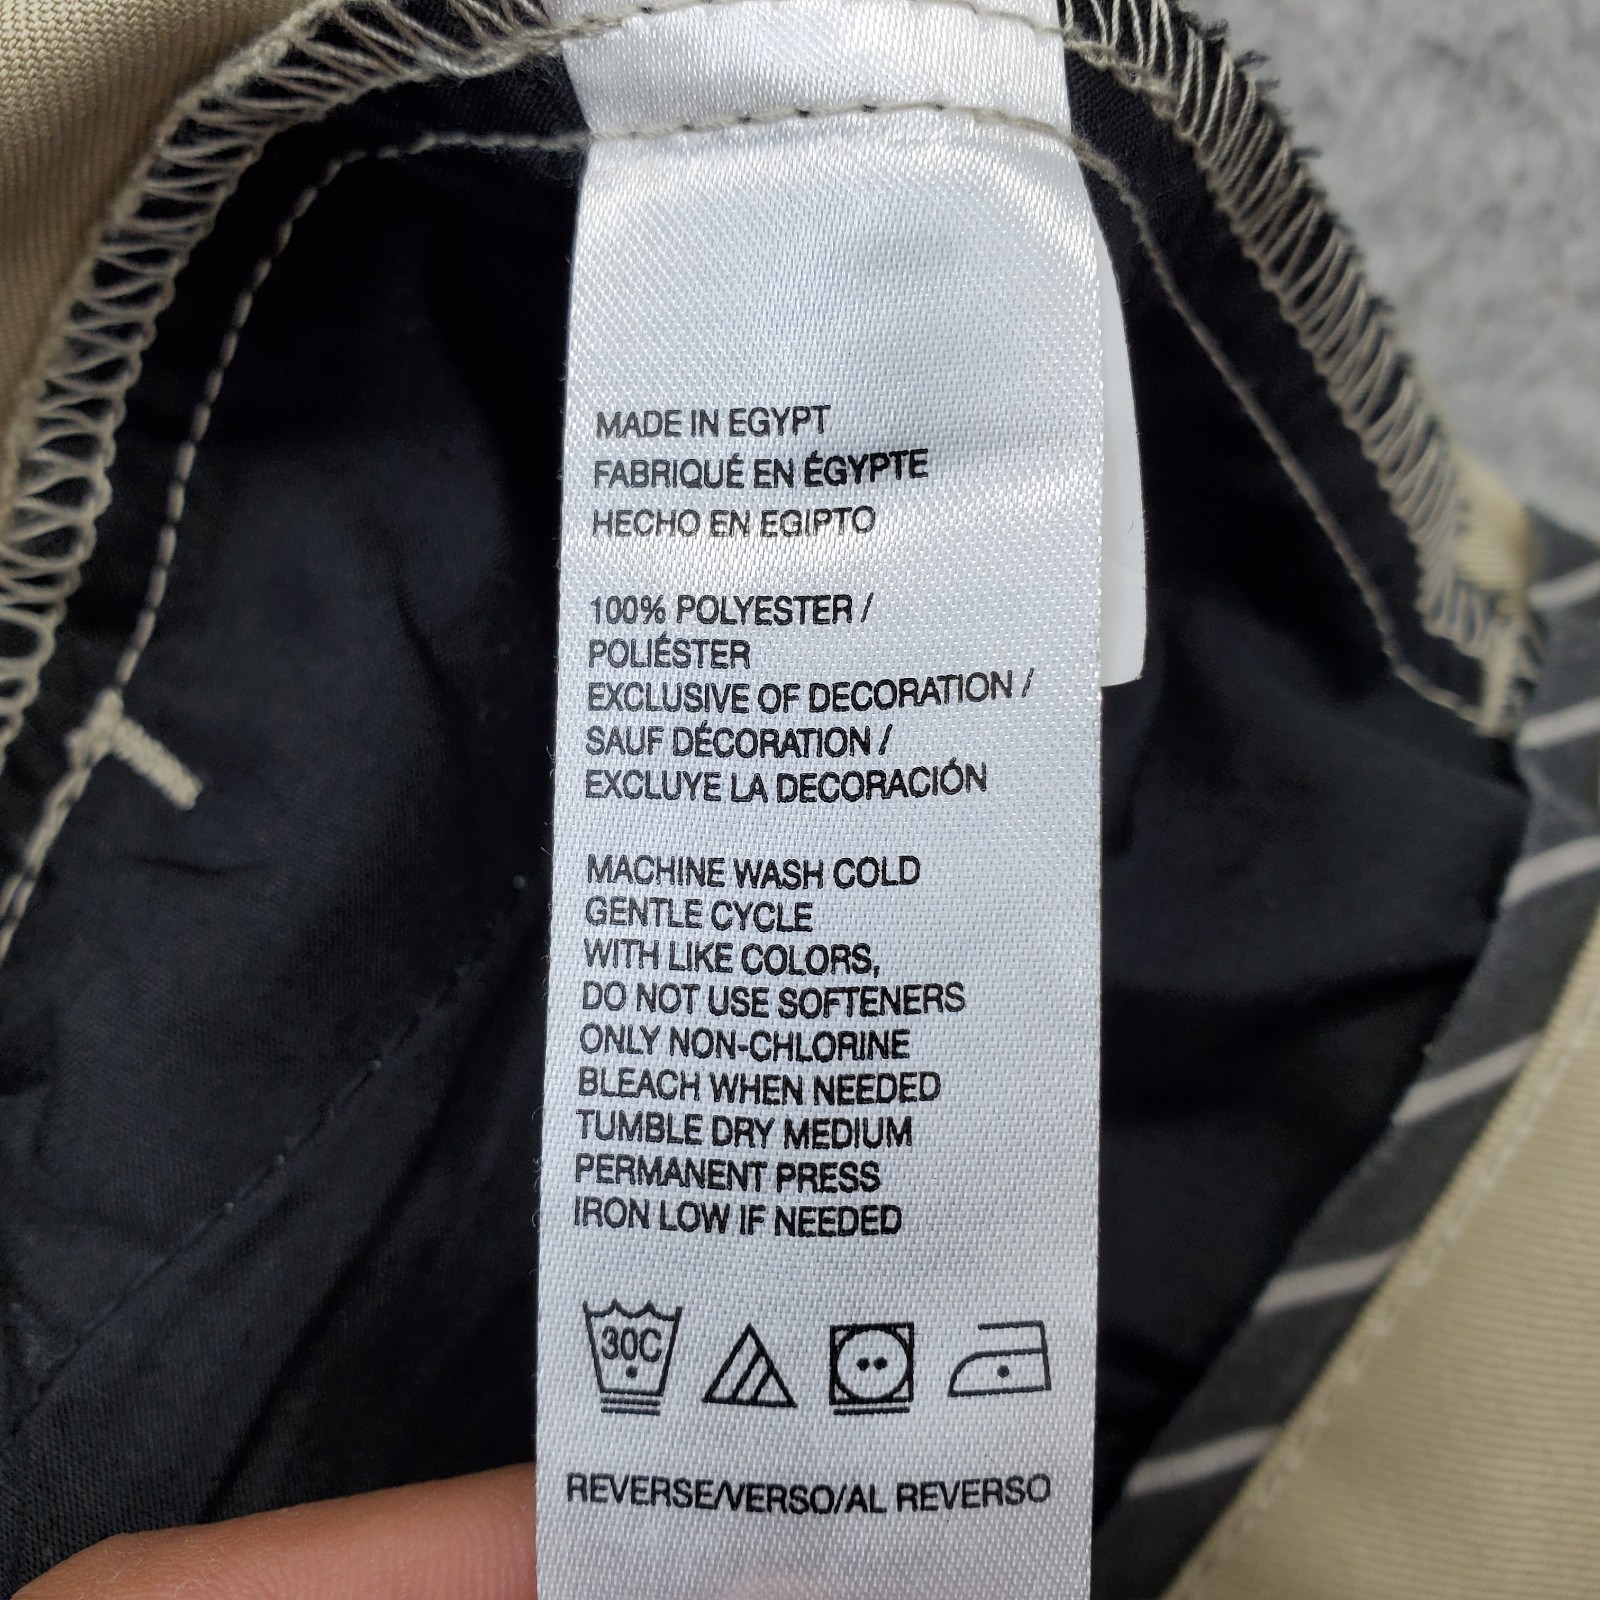 MADE IN EGYPT
FABRIQUÉ EN ÉGYPTE
HECHO EN EGIPTO
100% POLYESTER /
POLIÉSTER
EXCLUSIVE OF DECORATION /
SAUF DÉCORATION /
EXCLUYE LA DECORACIÓN
MACHINE WASH COLD
GENTLE CYCLE
WITH LIKE COLORS,
DO NOT USE SOFTENERS
ONLY NON-CHLORINE
BLEACH WHEN NEEDED
TUMBLE DRY MEDIUM
PERMANENT PRESS
IRON LOW IF NEEDED
30C
REVERSE/VERSO/AL REVERSO